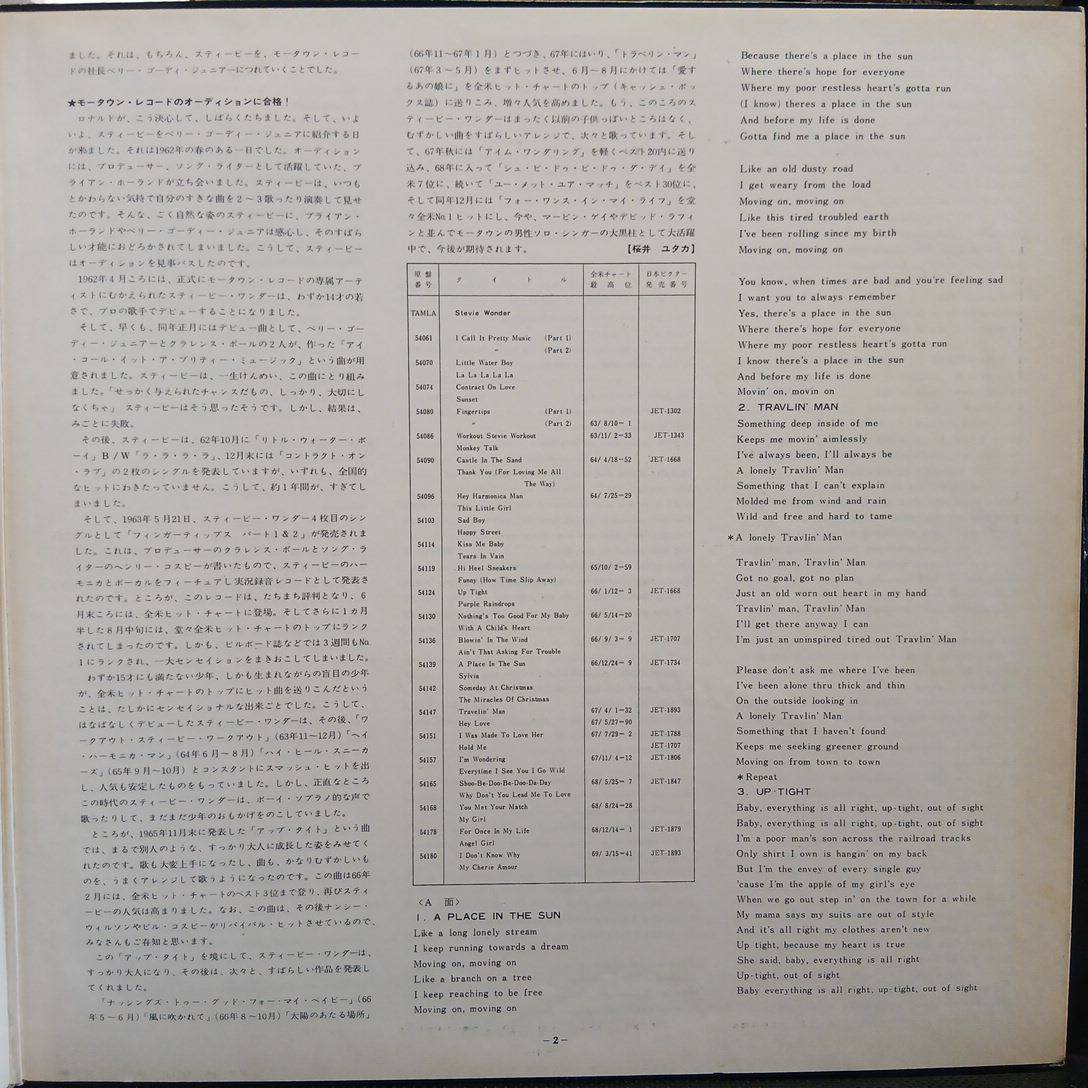 ました。それは、もちろん、スティービーを、モータウン・レコー
ドの社長ベリー・ゴーディ・ジュニアーにつれていくことでした。
★モータウン・レコードのオーディションに合格！
ロナルドが、こう決心して、しばらくたちました。そして、いよ
いよ、スティービーをベリー・ゴーディー・ジュニアに紹介する日
が来ました。それは1962年の春のある一日でした。オーディション
には、プロデューサー、ソング・ライターとして活躍していた、ブ
ライアン・ホーランドが立ち会いました。スティービーは、いつも
とかわらない気持で自分のすきな曲を2～3歌ったり演奏して見せ
たのです。そんな、ごく自然な姿のスティービーに、ブライアン・
ホーランドやベリー・ゴーディー・ジュニアは感心し、そのすばら
しい才能におどろかされてしまいました。こうして、スティービー
はオーディションを見事パスしたのです。
1962年4月ころには、正式にモータウン・レコードの専属アーテ
ィストにむかえられたスティービー・ワンダーは、わずか14才の若
さで、プロの歌手でデビューすることになりました。
そして、早くも、同年正月にはデビュー曲として、ベリー・ゴー
ディー・ジュニアーとクラレンス・ポールの2人が、作った「アイ
・コール・イット・ア・プリティー・ミュージック」という曲が用
意されました。スティービーは、一生けんめい、この曲にとり組み
ました。「せっかく与えられたチャンスだもの、しっかり、大切にし
なくちゃ」 スティービーはそう思ったそうです。しかし、結果は、
みごとに失敗。
その後、スティービーは、62年10月に「リトル・ウォーター・ボ
ーイ」B/W「ラ・ラ・ラ・ラ」、12月末には「コントラクト・オン
・ラブ」の2枚のシングルを発表していますが、いずれも、全国的
なヒットにわきたっていません。こうして、約1年間が、すぎてし
まいました。
そして、1963年5月21日、スティービー・ワンダー4枚目のシン
グルとして「フィンガーティップス パート1＆2」が発売されま
した。これは、プロデューサーのクラレンス・ポールとソング・ラ
イターのヘンリー・コスビーが書いたもので、スティービーのハー
モニカとボーカルをフィーチュアし実況録音レコードとして発表さ
れたのです。ところが、このレコードは、たちまち評判となり、6
月末ころには、全米ヒット・チャートに登場。そしてさらに1ヵ月
半した8月中旬には、堂々全米ヒット・チャートのトップにランク
されてしまったのです。しかも、ビルボード誌などでは3週間もNo.
1にランクされ、一大センセイションをまきおこしてしまいました。
わずか15才にも満たない少年、しかも生まれながらの盲目の少年
が、全米ヒット・チャートのトップにヒット曲を送りこんだという
ことは、たしかにセンセイショナルな出来ごとでした。こうして、
はなばなしくデビューしたスティービー・ワンダーは、その後、「ワ
ークアウト・スティービー・ワークアウト」(63年11～12月)「ヘイ
・ハーモニカ・マン」(64年6月～8月)「ハイ・ヒール・スニーカ
ーズ」(65年9月～10月) とコンスタントにスマッシュ・ヒットを出
し、人気も安定したものをもっていました。しかし、正直なところ
この時代のスティービー・ワンダーは、ボーイ・ソプラノ的な声で
歌ったりして、まだまだ少年のおもかげをのこしていました。
ところが、1965年11月末に発表した「アップ・タイト」という曲
では、まるで別人のような、すっかり大人に成長した姿をみせてく
れたのです。歌も大変上手になったし、曲も、かなりむずかしいも
のを、うまくアレンジして歌うようになったのです。この曲は66年
2月には、全米ヒット・チャートのベスト3位まで登り、再びスティ
ービーの人気は高まりました。なお、この曲は、その後ナンシー・
ウィルソンやビル・コスビーがリバイバル・ヒットさせているので、
みなさんもご存知と思います。
この「アップ・タイト」を境にして、スティービー・ワンダーは、
すっかり大人になり、その後は、次々と、すばらしい作品を発表し
てくれました。
「ナッシングズ・トゥー・グッド・フォー・マイ・ベイビー」(66
年5～6月)「風に吹かれて」(66年8～10月)「太陽のあたる場所」
(66年11～67年1月) とつづき、67年にはいり、「トラベリン・マン」
(67年3～5月) をまずヒットさせ、6月～8月にかけては「愛す
るあの娘に」を全米ヒット・チャートのトップ (キャッシュ・ボッ
クス誌) に送りこみ、増々人気を高めました。もう、このころのス
ティービー・ワンダーはまったく以前の子供っぽいところはなく、
むずかしい曲をすばらしいアレンジで、次々と歌っています。そし
て、67年秋には「アイム・ワンダリング」を軽くベスト20内に送り
込み、68年に入って「シュ・ビ・ドゥ・ビ・ドゥ・ダ・デイ」を全
米7位に、続いて「ユー・メット・ユア・マッチ」をベスト30位に、
そして同年12月には「フォー・ワンス・イン・マイ・ライフ」を堂
々全米No.1ヒットにし、今や、マービン・ゲイやデビッド・ラフィ
ンと並んでモータウンの男性ソロ・シンガーの大黒柱として大活躍
中で、今後が期待されます。 【桜井 ユタカ】
原盤番号 タイトル 全米チャート最高位 日本ビクター発売番号
TAMLA Stevie Wonder
54061 I Call It Pretty Music (Part 1)
〃 (Part 2)
54070 Little Water Boy
La La La La La
54074 Contract On Love
Sunset
54080 Fingertips (Part 1) JET-1302
〃 (Part 2) 63/ 8/10― 1
54086 Workout Stevie Workout 63/11/ 2―33 JET-1343
Monkey Talk
54090 Castle In The Sand 64/ 4/18―52 JET-1668
Thank You (For Loving Me All
The Way)
54096 Hey Harmonica Man 64/ 7/25―29
This Little Girl
54103 Sad Boy
Happy Street
54114 Kiss Me Baby
Tears In Vain
54119 Hi Heel Sneakers 65/10/ 2―59
Funny (How Time Slip Away)
54124 Up Tight 66/ 1/12― 3 JET-1668
Purple Raindrops
54130 Nothing's Too Good For My Baby 66/ 5/14―20
With A Child's Heart
54136 Blowin' In The Wind 66/ 9/ 3― 9 JET-1707
Ain't That Asking For Trouble
54139 A Place In The Sun 66/12/24― 9 JET-1734
Sylvia
54142 Someday At Christmas
The Miracles Of Christmas
54147 Travelin' Man 67/ 4/ 1―32 JET-1893
Hey Love 67/ 5/27―90
54151 I Was Made To Love Her 67/ 7/29― 2 JET-1788
Hold Me JET-1707
54157 I'm Wondering 67/11/ 4―12 JET-1806
Everytime I See You I Go Wild
54165 Shoo-Be-Doo-Be-Doo-Da-Day 68/ 5/25― 7 JET-1847
Why Don't You Lead Me To Love
54168 You Met Your Match 68/ 8/24―28
My Girl
54178 For Once In My Life 68/12/14― 1 JET-1879
Angel Girl
54180 I Don't Know Why 69/ 3/15―41 JET-1893
My Cherie Amour
〈A 面〉
1. A PLACE IN THE SUN
Like a long lonely stream
I keep running towards a dream
Moving on, moving on
Like a branch on a tree
I keep reaching to be free
Moving on, moving on
Because there's a place in the sun
Where there's hope for everyone
Where my poor restless heart's gotta run
(I know) theres a place in the sun
And before my life is done
Gotta find me a place in the sun
Like an old dusty road
I get weary from the load
Moving on, moving on
Like this tired troubled earth
I've been rolling since my birth
Moving on, moving on
You know, when times are bad and you're feeling sad
I want you to always remember
Yes, there's a place in the sun
Where there's hope for everyone
Where my poor restless heart's gotta run
I know there's a place in the sun
And before my life is done
Movin' on, movin on
2. TRAVLIN' MAN
Something deep inside of me
Keeps me movin' aimlessly
I've always been, I'll always be
A lonely Travlin' Man
Something that I can't explain
Molded me from wind and rain
Wild and free and hard to tame
*A lonely Travlin' Man
Travlin' man, Travlin' Man
Got no goal, got no plan
Just an old worn out heart in my hand
Travlin' man, Travlin' Man
I'll get there anyway I can
I'm just an uninspired tired out Travlin' Man
Please don't ask me where I've been
I've been alone thru thick and thin
On the outside looking in
A lonely Travlin' Man
Something that I haven't found
Keeps me seeking greener ground
Moving on from town to town
* Repeat
3. UP-TIGHT
Baby, everything is all right, up-tight, out of sight
Baby, everything is all right, up-tight, out of sight
I'm a poor man's son across the railroad tracks
Only shirt I own is hangin' on my back
But I'm the envey of every single guy
'cause I'm the apple of my girl's eye
When we go out step in' on the town for a while
My mama says my suits are out of style
And it's all right my clothes aren't new
Up tight, because my heart is true
She said, baby, everything is all right
Up-tight, out of sight
Baby everything is all right, up-tight, out of sight
－2－